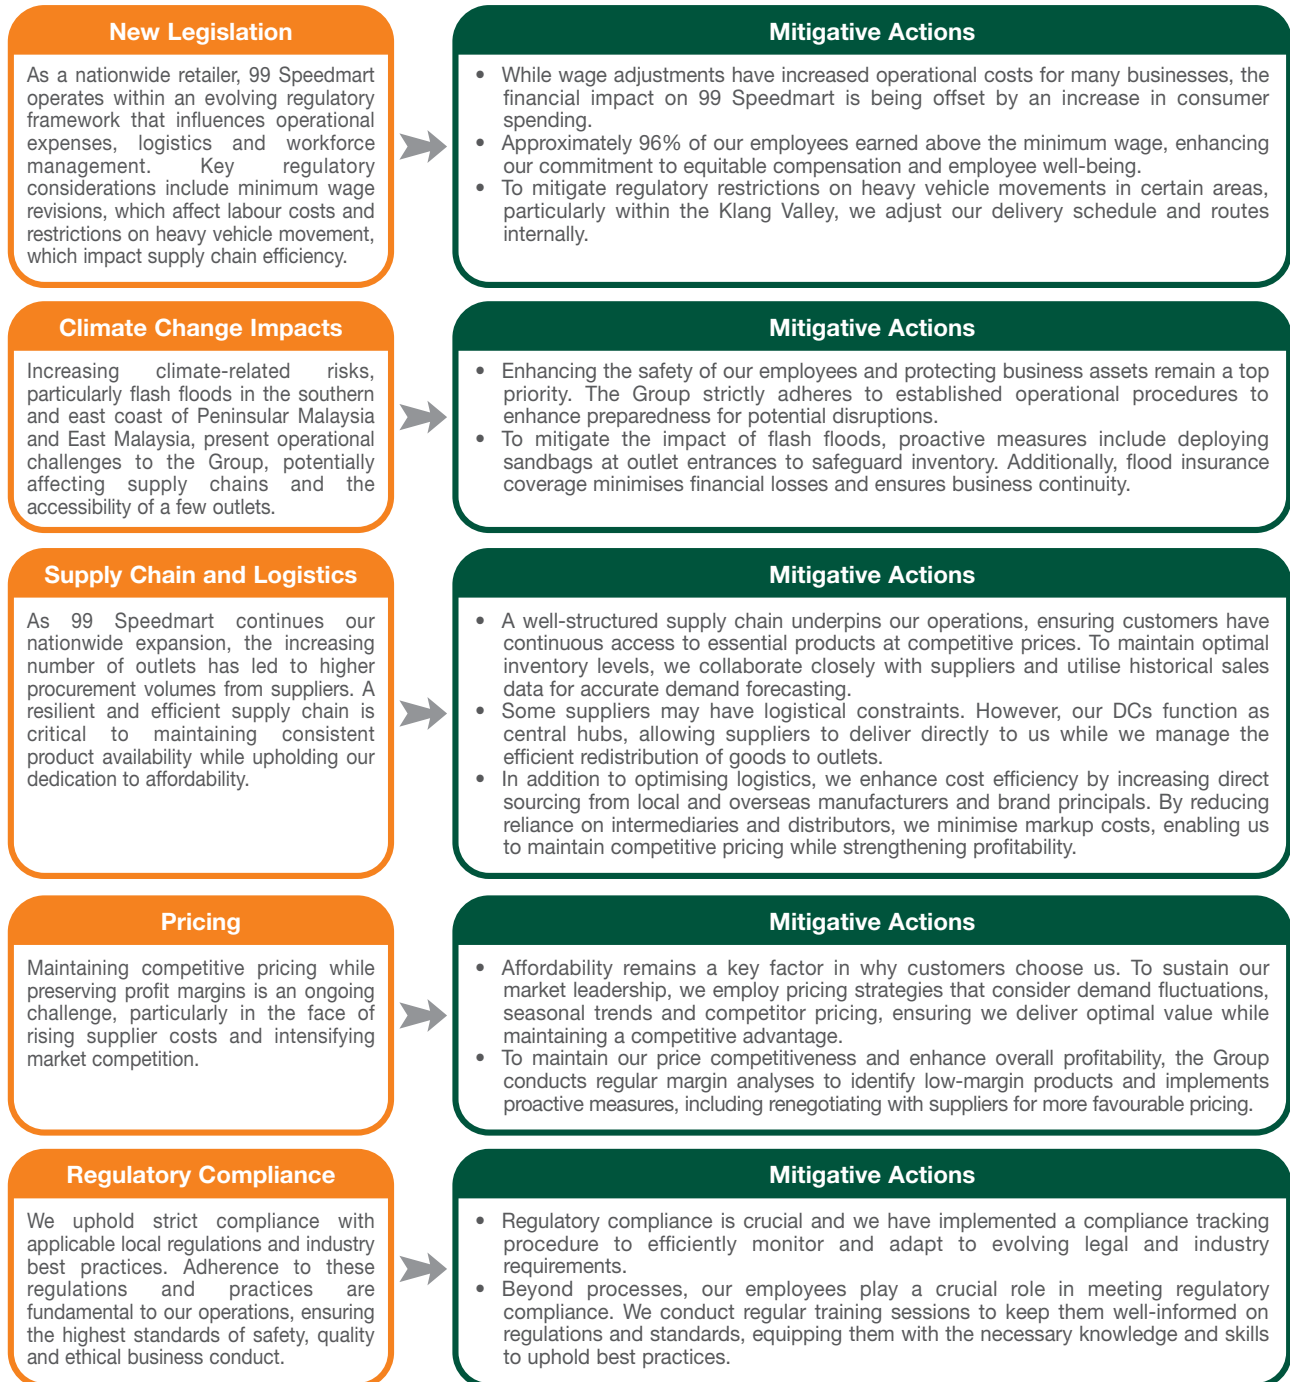 New Legislation
As a nationwide retailer, 99 Speedmart
operates within an evolving regulatory
framework that influences operational
expenses, logistics and workforce
management. Key regulatory
considerations include minimum wage
revisions, which affect labour costs and
restrictions on heavy vehicle movement,
which impact supply chain efficiency.
Mitigative Actions
• While wage adjustments have increased operational costs for many businesses, the
financial impact on 99 Speedmart is being offset by an increase in consumer
spending.
• Approximately 96% of our employees earned above the minimum wage, enhancing
our commitment to equitable compensation and employee well-being.
• To mitigate regulatory restrictions on heavy vehicle movements in certain areas,
particularly within the Klang Valley, we adjust our delivery schedule and routes
internally.
Climate Change Impacts
Increasing climate-related risks,
particularly flash floods in the southern
and east coast of Peninsular Malaysia
and East Malaysia, present operational
challenges to the Group, potentially
affecting supply chains and the
accessibility of a few outlets.
Mitigative Actions
• Enhancing the safety of our employees and protecting business assets remain a top
priority. The Group strictly adheres to established operational procedures to
enhance preparedness for potential disruptions.
• To mitigate the impact of flash floods, proactive measures include deploying
sandbags at outlet entrances to safeguard inventory. Additionally, flood insurance
coverage minimises financial losses and ensures business continuity.
Supply Chain and Logistics
As 99 Speedmart continues our
nationwide expansion, the increasing
number of outlets has led to higher
procurement volumes from suppliers. A
resilient and efficient supply chain is
critical to maintaining consistent
product availability while upholding our
dedication to affordability.
Mitigative Actions
• A well-structured supply chain underpins our operations, ensuring customers have
continuous access to essential products at competitive prices. To maintain optimal
inventory levels, we collaborate closely with suppliers and utilise historical sales
data for accurate demand forecasting.
• Some suppliers may have logistical constraints. However, our DCs function as
central hubs, allowing suppliers to deliver directly to us while we manage the
efficient redistribution of goods to outlets.
• In addition to optimising logistics, we enhance cost efficiency by increasing direct
sourcing from local and overseas manufacturers and brand principals. By reducing
reliance on intermediaries and distributors, we minimise markup costs, enabling us
to maintain competitive pricing while strengthening profitability.
Pricing
Maintaining competitive pricing while
preserving profit margins is an ongoing
challenge, particularly in the face of
rising supplier costs and intensifying
market competition.
Mitigative Actions
• Affordability remains a key factor in why customers choose us. To sustain our
market leadership, we employ pricing strategies that consider demand fluctuations,
seasonal trends and competitor pricing, ensuring we deliver optimal value while
maintaining a competitive advantage.
• To maintain our price competitiveness and enhance overall profitability, the Group
conducts regular margin analyses to identify low-margin products and implements
proactive measures, including renegotiating with suppliers for more favourable pricing.
Regulatory Compliance
We uphold strict compliance with
applicable local regulations and industry
best practices. Adherence to these
regulations and practices are
fundamental to our operations, ensuring
the highest standards of safety, quality
and ethical business conduct.
Mitigative Actions
• Regulatory compliance is crucial and we have implemented a compliance tracking
procedure to efficiently monitor and adapt to evolving legal and industry
requirements.
• Beyond processes, our employees play a crucial role in meeting regulatory
compliance. We conduct regular training sessions to keep them well-informed on
regulations and standards, equipping them with the necessary knowledge and skills
to uphold best practices.